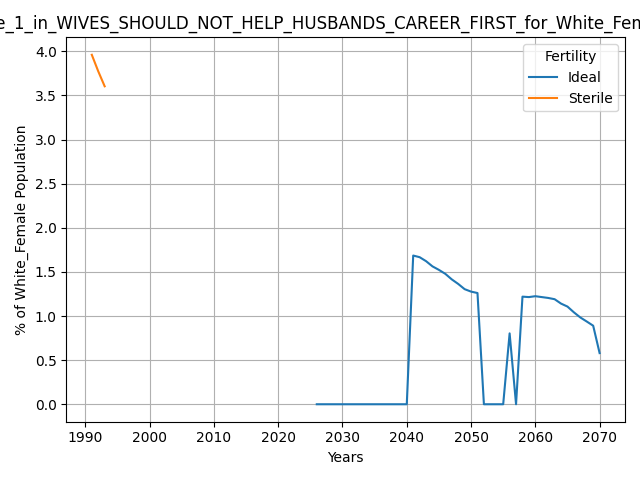 e_1_in_WIVES_SHOULD_NOT_HELP_HUSBANDS_CAREER_FIRST_for_White_Fem
Fertility
Ideal
Sterile
% of White_Female Population
4.0
3.5
3.0
2.5
2.0
1.5
1.0
0.5
0.0
1990 2000 2010 2020 2030 2040 2050 2060 2070
Years